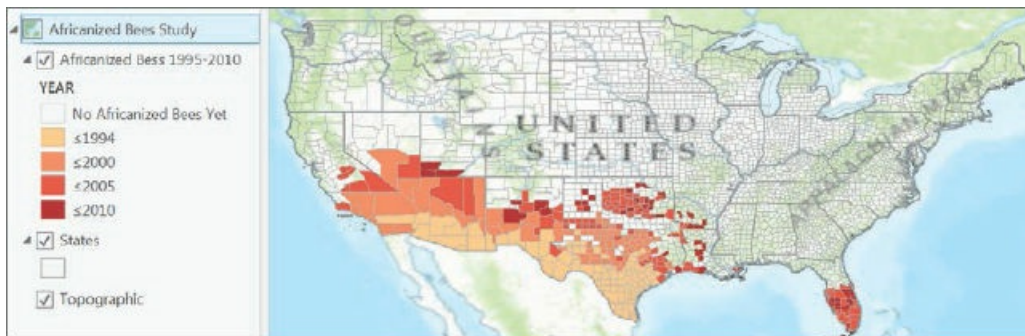 Africanized Bees Study
Africanized Bess 1995-2010
YEAR
No Africanized Bees Yet
≤1994
≤2000
≤2005
≤2010
States
Topographic
UNITED
STATES